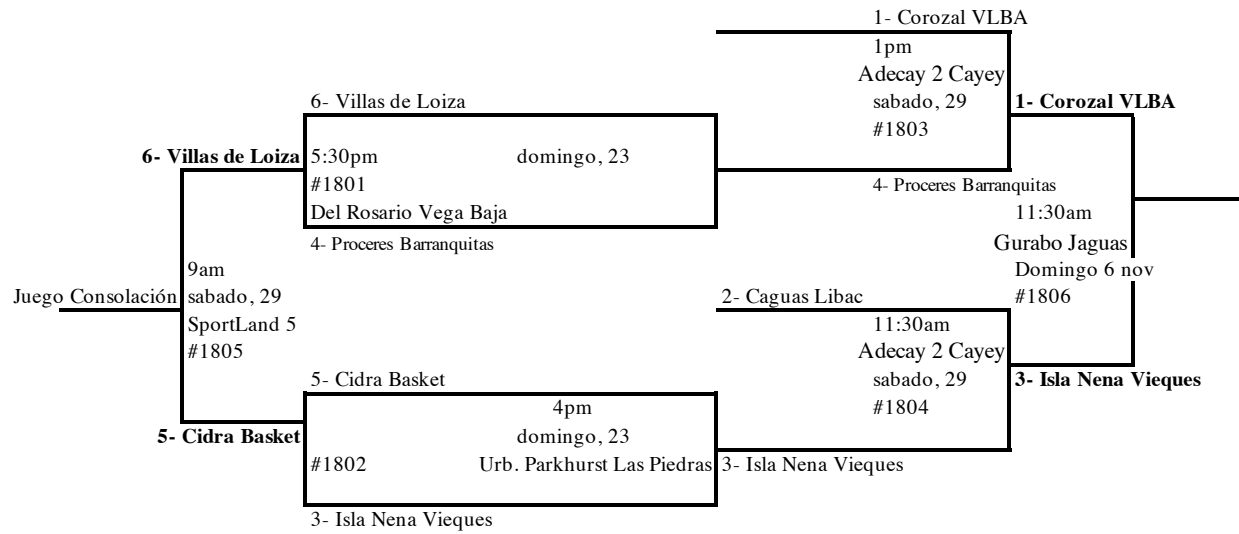 1- Corozal VLBA
1pm
Adecay 2 Cayey
6- Villas de Loiza
sabado, 29
1- Corozal VLBA
#1803
6- Villas de Loiza
5:30pm
domingo, 23
#1801
4- Proceres Barranquitas
Del Rosario Vega Baja
11:30am
4- Proceres Barranquitas
Gurabo Jaguas
9am
Domingo 6 nov
Juego Consolación
sabado, 29
2- Caguas Libac
#1806
SportLand 5
11:30am
#1805
Adecay 2 Cayey
5- Cidra Basket
sabado, 29
3- Isla Nena Vieques
4pm
#1804
5- Cidra Basket
domingo, 23
#1802
Urb. Parkhurst Las Piedras
3- Isla Nena Vieques
3- Isla Nena Vieques